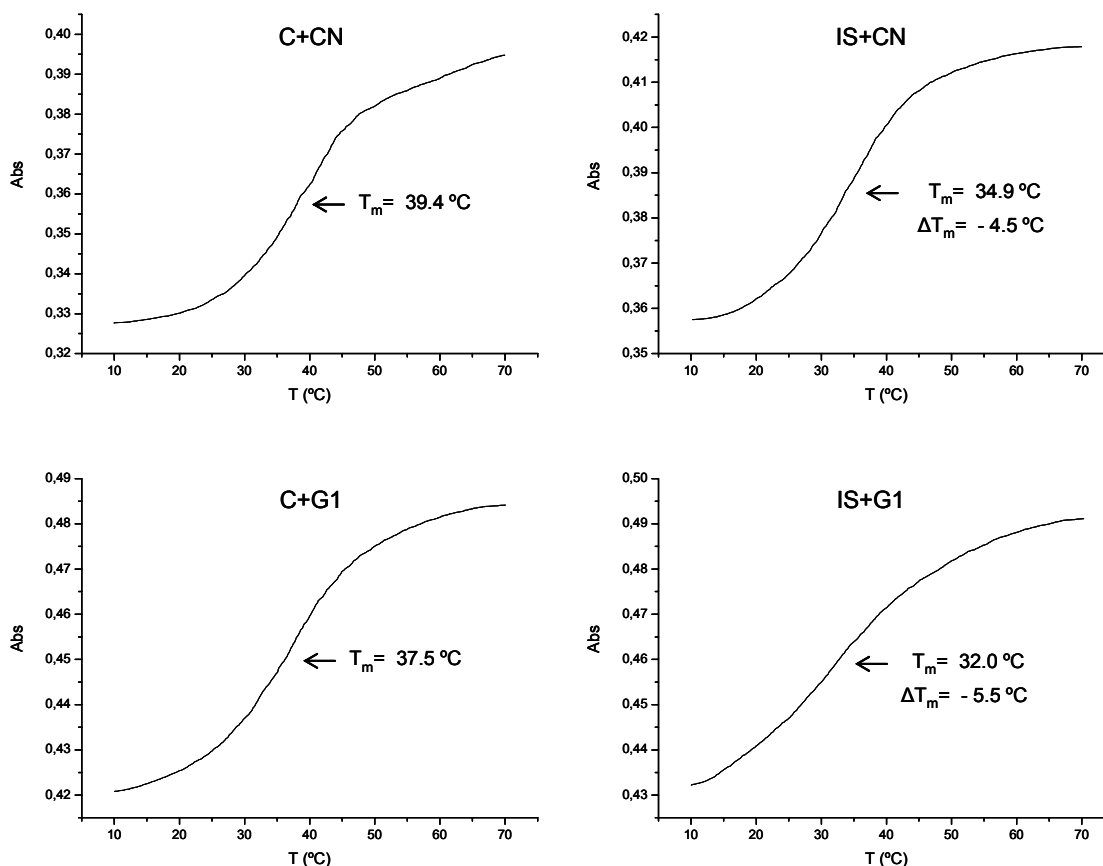 C+CN
0,40
0,39
0,38
0,37
0,36
0,35
0,34
0,33
0,32
Abs
Tm= 39.4 ºC
10 20 30 40 50 60 70
T (ºC)
IS+CN
0,42
0,41
0,40
0,39
0,38
0,37
0,36
0,35
Abs
Tm= 34.9 ºC
ΔTm= - 4.5 ºC
10 20 30 40 50 60 70
T (ºC)
C+G1
0,49
0,48
0,47
0,46
0,45
0,44
0,43
0,42
Abs
Tm= 37.5 ºC
10 20 30 40 50 60 70
T (ºC)
IS+G1
0,50
0,49
0,48
0,47
0,46
0,45
0,44
0,43
Abs
Tm= 32.0 ºC
ΔTm= - 5.5 ºC
10 20 30 40 50 60 70
T (ºC)